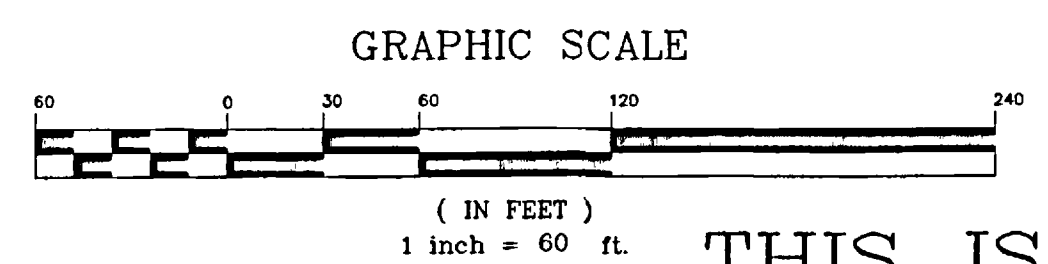 GRAPHIC SCALE
60 0 30 60 120 240
( IN FEET )
1 inch = 60 ft.
THIS IS